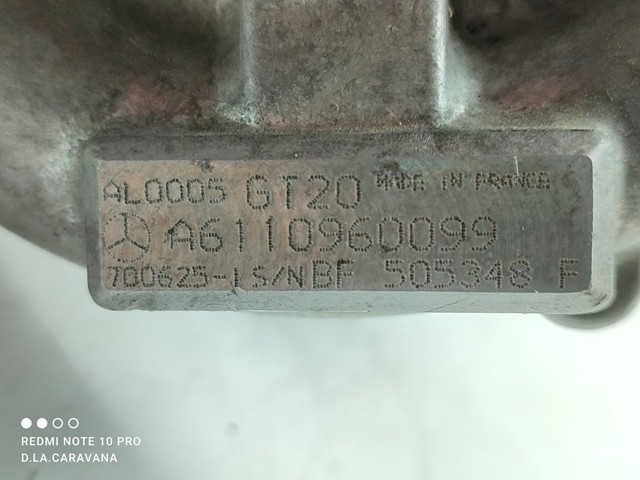 AL0005 GT20 MADE IN FRANCE
A6110960099
700625-1 S/N BF 505348 F
REDMI NOTE 10 PRO
D.LA.CARAVANA